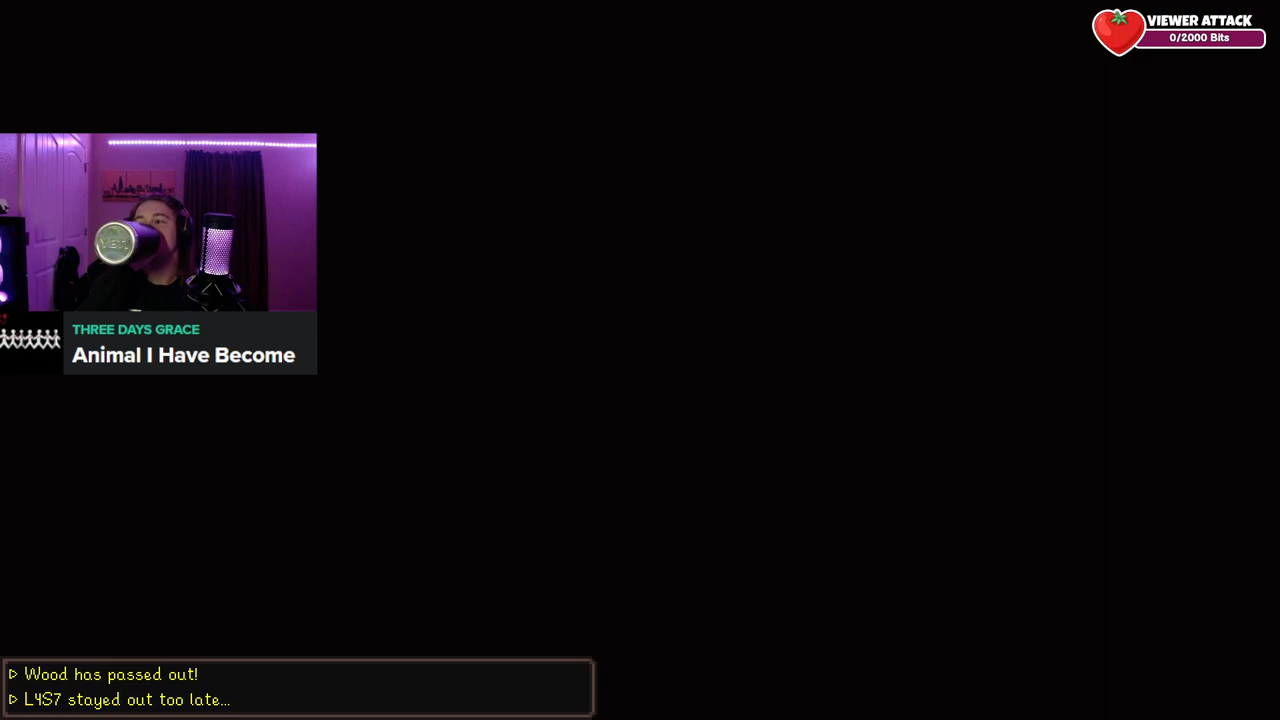 VIEWER ATTACK
0/2000 Bits
YETI
THREE DAYS GRACE
Animal I Have Become
Wood has passed out!
L4S7 stayed out too late...